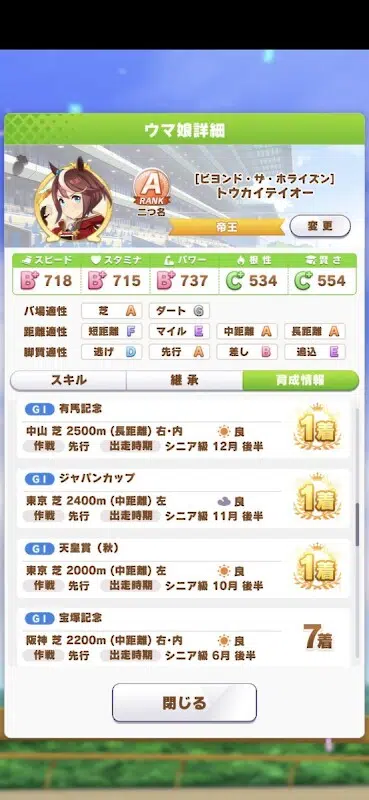 ウマ娘詳細
A
RANK
[ビヨンド・ザ・ホライズン]
トウカイテイオー
二つ名
帝王
変更
スピード スタミナ パワー 根性 賢さ
B+ 718 B+ 715 B+ 737 C+ 534 C+ 554
バ場適性 芝 A ダート G
距離適性 短距離 F マイル E 中距離 A 長距離 A
脚質適性 逃げ D 先行 A 差し B 追込 E
スキル 継承 育成情報
GI 有馬記念
中山 芝 2500m (長距離) 右・内 良
作戦 先行 出走時期 シニア級 12月 後半
1着
GI ジャパンカップ
東京 芝 2400m (中距離) 左 良
作戦 先行 出走時期 シニア級 11月 後半
1着
GI 天皇賞（秋）
東京 芝 2000m (中距離) 左 良
作戦 先行 出走時期 シニア級 10月 後半
1着
GI 宝塚記念
阪神 芝 2200m (中距離) 右・内 良
作戦 先行 出走時期 シニア級 6月 後半
7着
閉じる